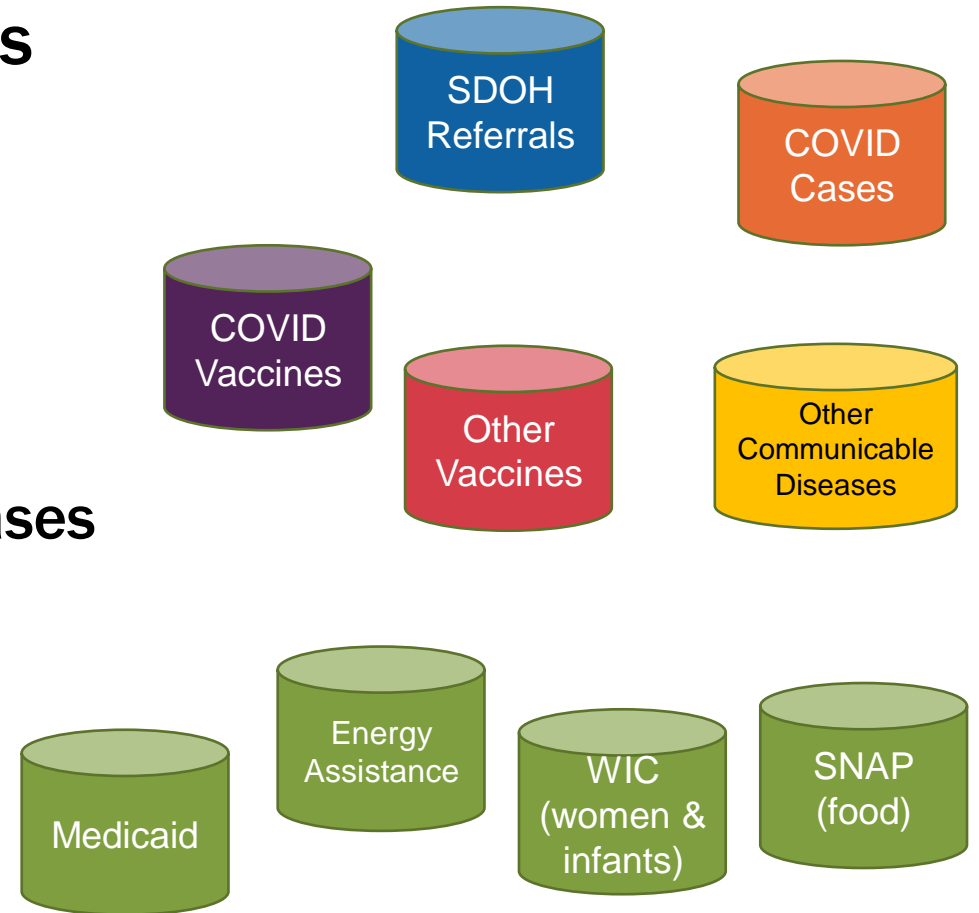 s
SDOH
Referrals
COVID
Cases
COVID
Vaccines
Other
Vaccines
Other
Communicable
Diseases
ases
Energy
Assistance
Medicaid
WIC
(women &
infants)
SNAP
(food)